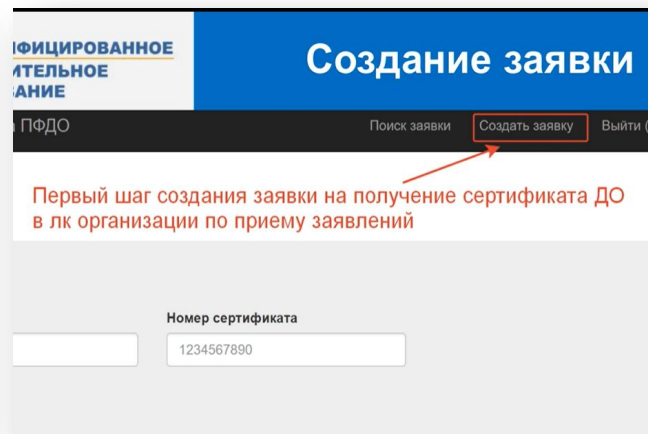 ФИЦИРОВАННОЕ
ИТЕЛЬНОЕ
АНИЕ
Создание заявки
ПФДО
Поиск заявки Создать заявку Выйти (
Первый шаг создания заявки на получение сертификата ДО
в лк организации по приему заявлений
Номер сертификата
1234567890